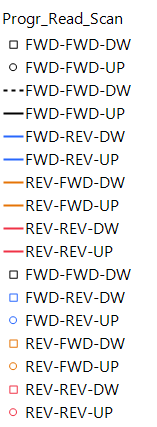 Progr_Read_Scan
FWD-FWD-DW
FWD-FWD-UP
FWD-FWD-DW
FWD-FWD-UP
FWD-REV-DW
FWD-REV-UP
REV-FWD-DW
REV-FWD-UP
REV-REV-DW
REV-REV-UP
FWD-FWD-DW
FWD-REV-DW
FWD-REV-UP
REV-FWD-DW
REV-FWD-UP
REV-REV-DW
REV-REV-UP